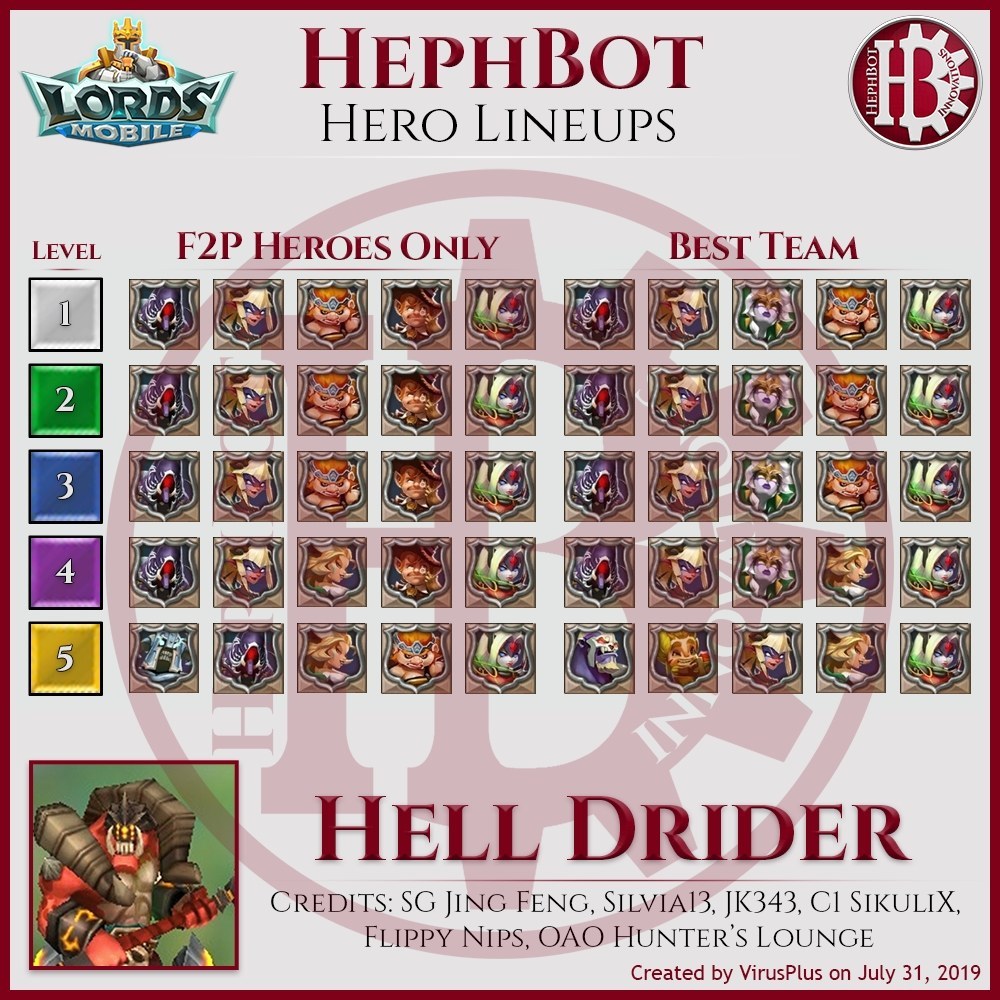 LORDS
MOBILE
HEPHBOT
HERO LINEUPS
HEPHBOT
INNOVATIONS
LEVEL
F2P HEROES ONLY
BEST TEAM
1
2
3
4
5
HELL DRIDER
CREDITS: SG JING FENG, SILVIA13, JK343, C1 SIKULIX,
FLIPPY NIPS, OAO HUNTER'S LOUNGE
Created by VirusPlus on July 31, 2019